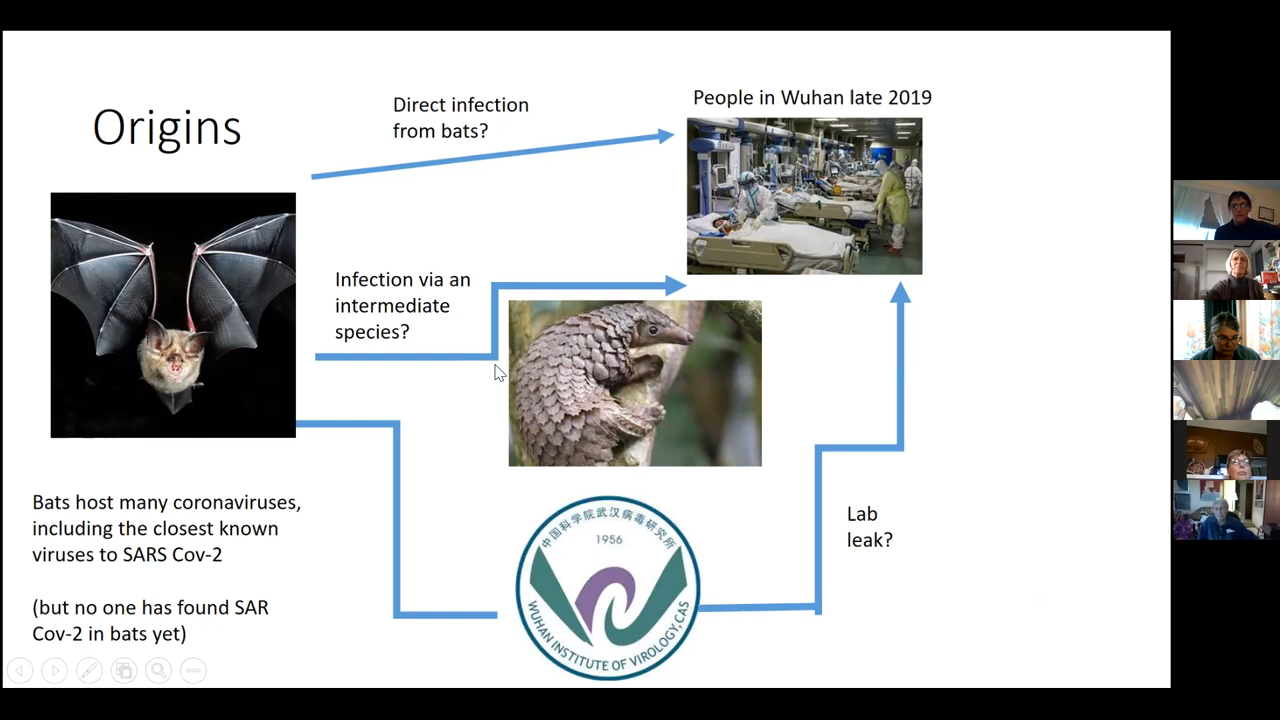 Origins
Direct infection
from bats?
People in Wuhan late 2019
Infection via an
intermediate
species?
Bats host many coronaviruses,
including the closest known
viruses to SARS Cov-2
(but no one has found SAR
Cov-2 in bats yet)
中国科学院武汉病毒研究所
1956
WUHAN INSTITUTE OF VIROLOGY,CAS
Lab
leak?